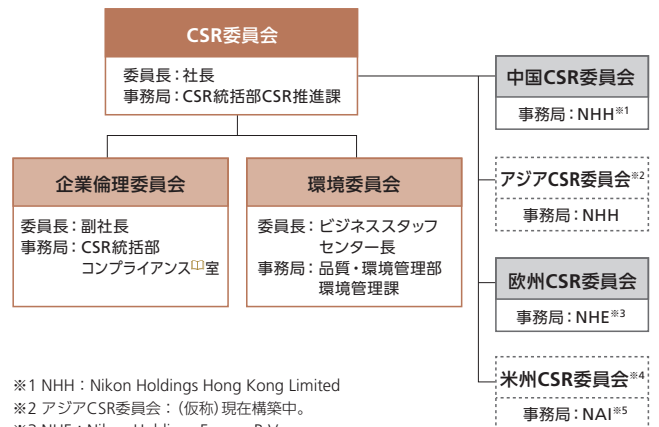 CSR委員会
委員長：社長
事務局：CSR統括部CSR推進課
企業倫理委員会
委員長：副社長
事務局：CSR統括部
コンプライアンス室
環境委員会
委員長：ビジネススタッフ
センター長
事務局：品質・環境管理部
環境管理課
中国CSR委員会
事務局：NHH※1
アジアCSR委員会※2
事務局：NHH
欧州CSR委員会
事務局：NHE※3
米州CSR委員会※4
事務局：NAI※5
※1 NHH：Nikon Holdings Hong Kong Limited
※2 アジアCSR委員会：（仮称）現在構築中。
※3 NHE：Nikon Holdings Europe B.V.